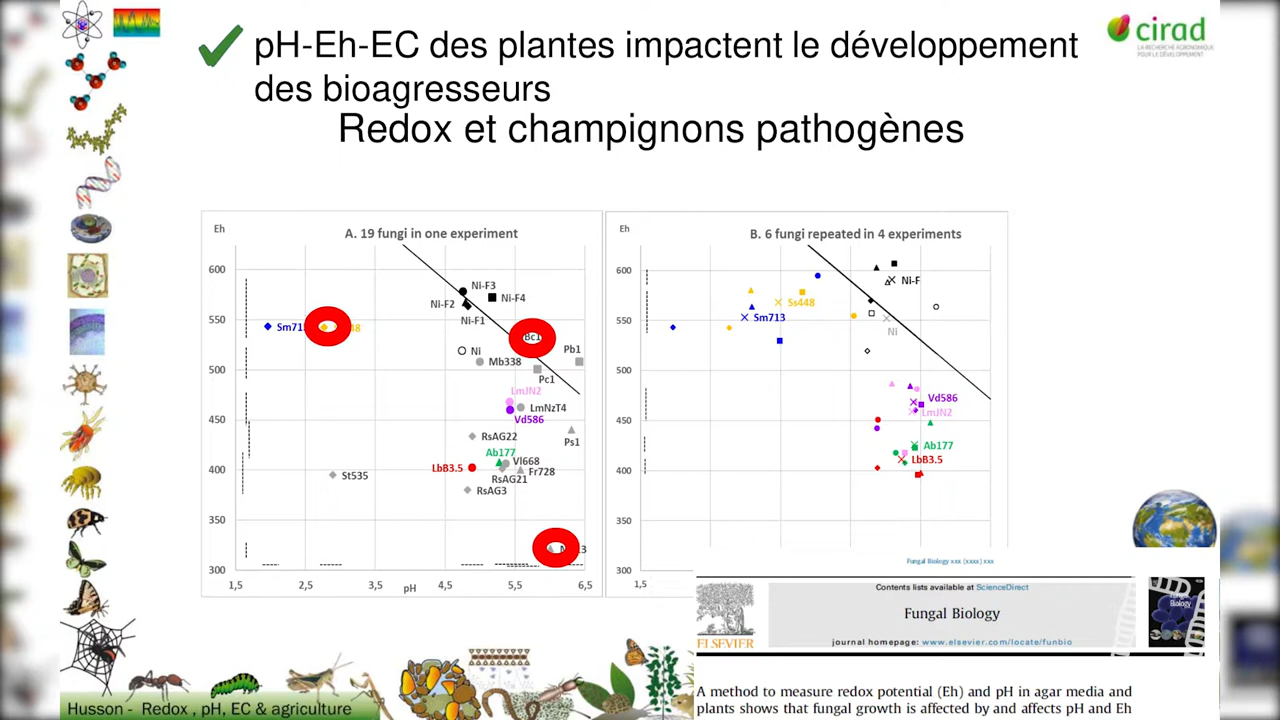 pH-Eh-EC des plantes impactent le développement
des bioagresseurs
Redox et champignons pathogènes
cirad
LA RECHERCHE AGRONOMIQUE
POUR LE DÉVELOPPEMENT
Eh
A. 19 fungi in one experiment
600
550
500
450
400
350
300
1,5
2,5
3,5
4,5
5,5
6,5
pH
Ni-F3
Ni-F4
Ni-F2
Ni-F1
Ni
Mb338
Pb1
Pc1
LmJN2
LmNzT4
Vd586
RsAG22
Ps1
Ab177
Vl668
LbB3.5
Fr728
RsAG21
RsAG3
St535
Eh
B. 6 fungi repeated in 4 experiments
600
550
500
450
400
350
300
1,5
Ni-F
Ss448
Sm713
Ni
Vd586
LmJN2
Ab177
LbB3.5
Fungal Biology xxx (xxxx) xxx
Contents lists available at ScienceDirect
Fungal Biology
journal homepage: www.elsevier.com/locate/funbio
ELSEVIER
Fungal
Biology
A method to measure redox potential (Eh) and pH in agar media and
plants shows that fungal growth is affected by and affects pH and Eh
Husson - Redox , pH, EC & agriculture